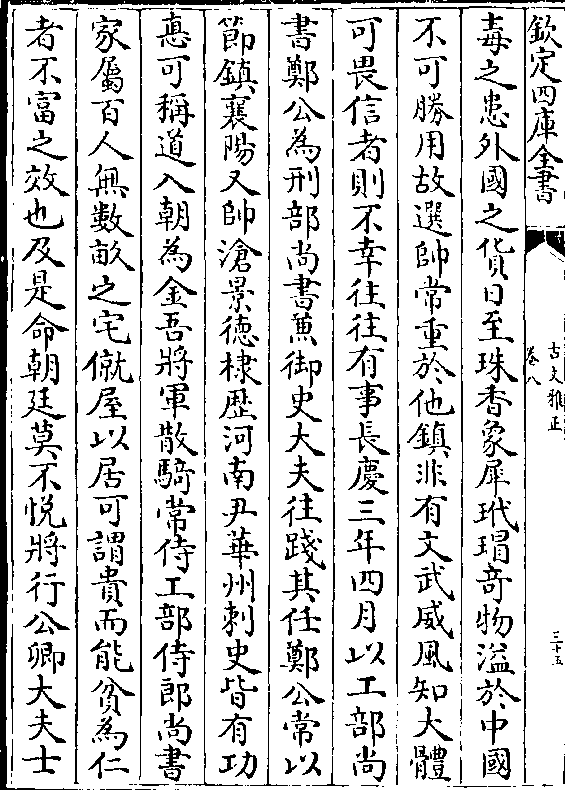 欽定四庫全書
古文雅正
卷八
三十五
毒之患外國之貨日至珠香象犀玳瑁奇物溢於中國
不可勝用故選帥常重於他鎮非有文武威風知大體
可畏信者則不幸往往有事長慶三年四月以工部尚
書鄭公為刑部尚書兼御史大夫往踐其任鄭公常以
節鎮襄陽又帥滄景德棣歴河南尹華州刺史皆有功
徳可稱道入朝為金吾將軍散騎常侍工部侍郎尚書
家屬百人無數畝之宅僦屋以居可謂貴而能貧為仁
者不富之效也及是命朝廷莫不悅將行公卿大夫士